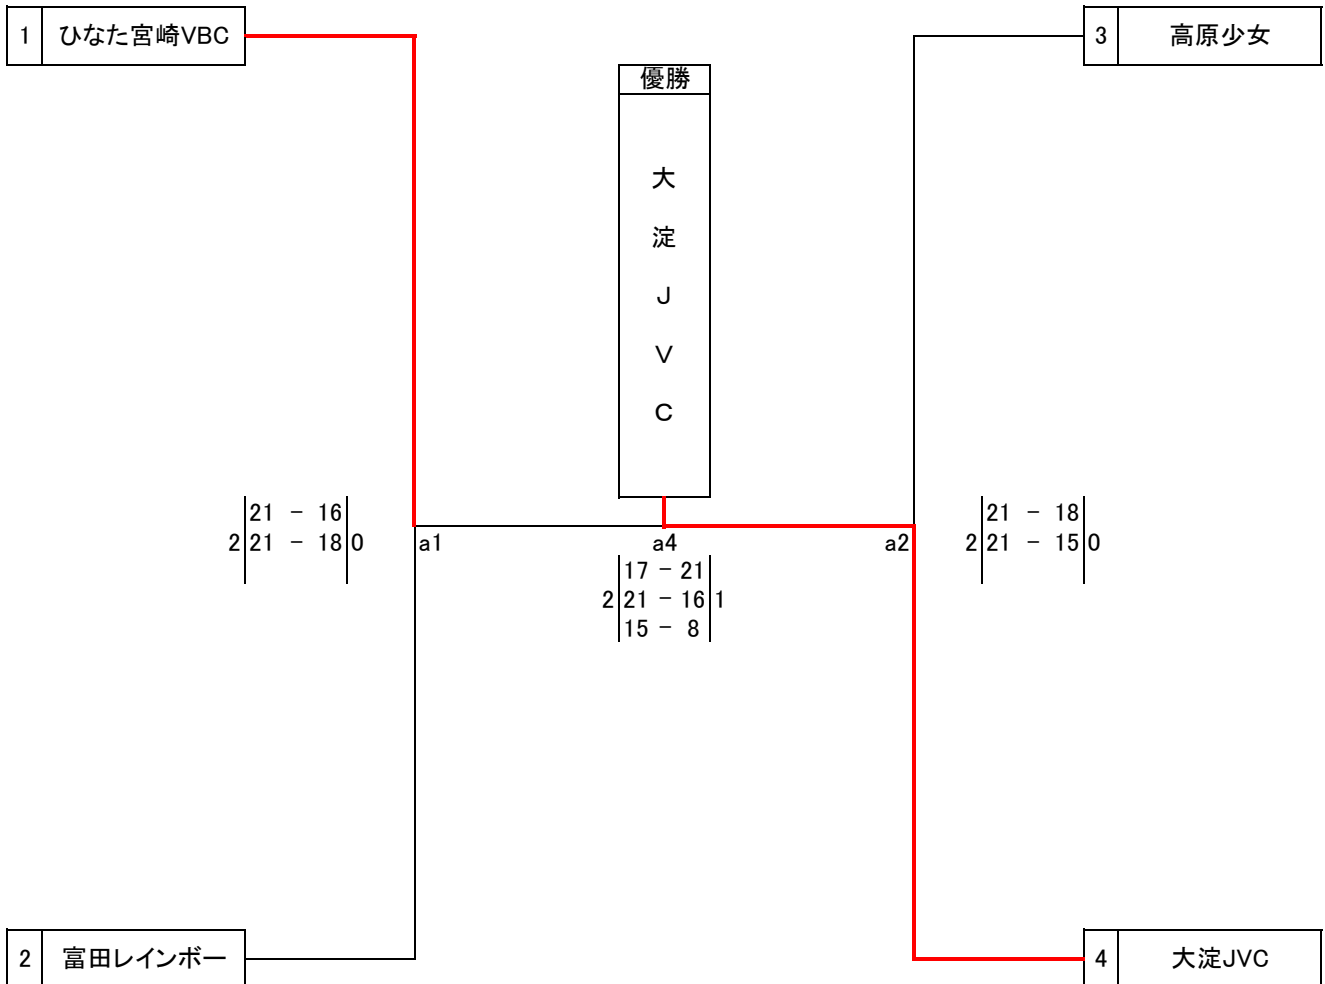 1 ひなた宮崎VBC
3 高原少女
優勝
大
淀
J
V
C
21 - 16
2 21 - 18 0
a1
a4
a2
21 - 18
2 21 - 15 0
17 - 21
2 21 - 16 1
15 - 8
2 富田レインボー
4 大淀JVC